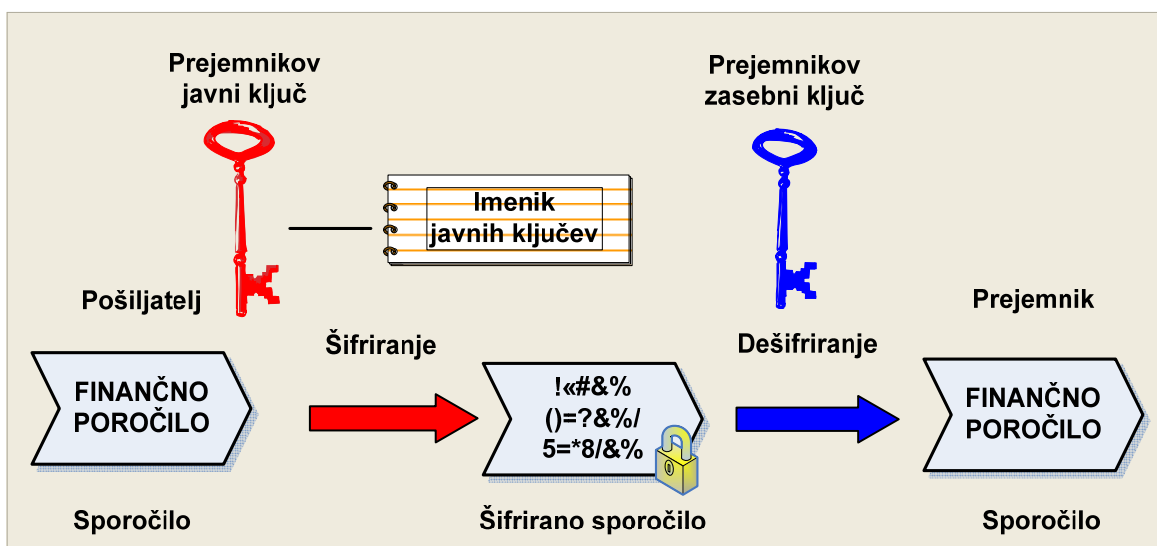 Prejemnikov
javni ključ
Prejemnikov
zasebni ključ
Imenik
javnih ključev
Pošiljatelj
Prejemnik
Šifriranje
Dešifriranje
FINANČNO
POROČILO
!«#&%
()=?&%/
5=*8/&%
FINANČNO
POROČILO
Sporočilo
Šifrirano sporočilo
Sporočilo